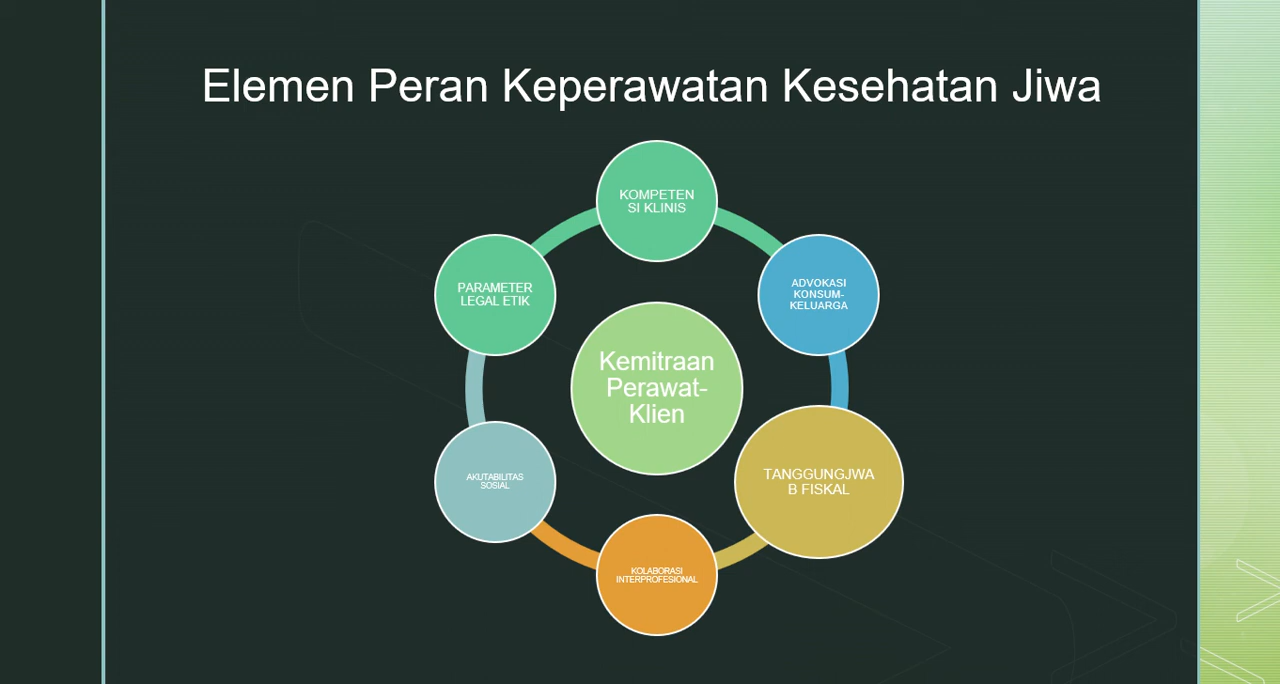 Elemen Peran Keperawatan Kesehatan Jiwa
KOMPETEN
SI KLINIS
ADVOKASI
KONSUM-
KELUARGA
TANGGUNGJWA
B FISKAL
KOLABORASI
INTERPROFESIONAL
AKUTABILITAS
SOSIAL
PARAMETER
LEGAL ETIK
Kemitraan
Perawat-
Klien